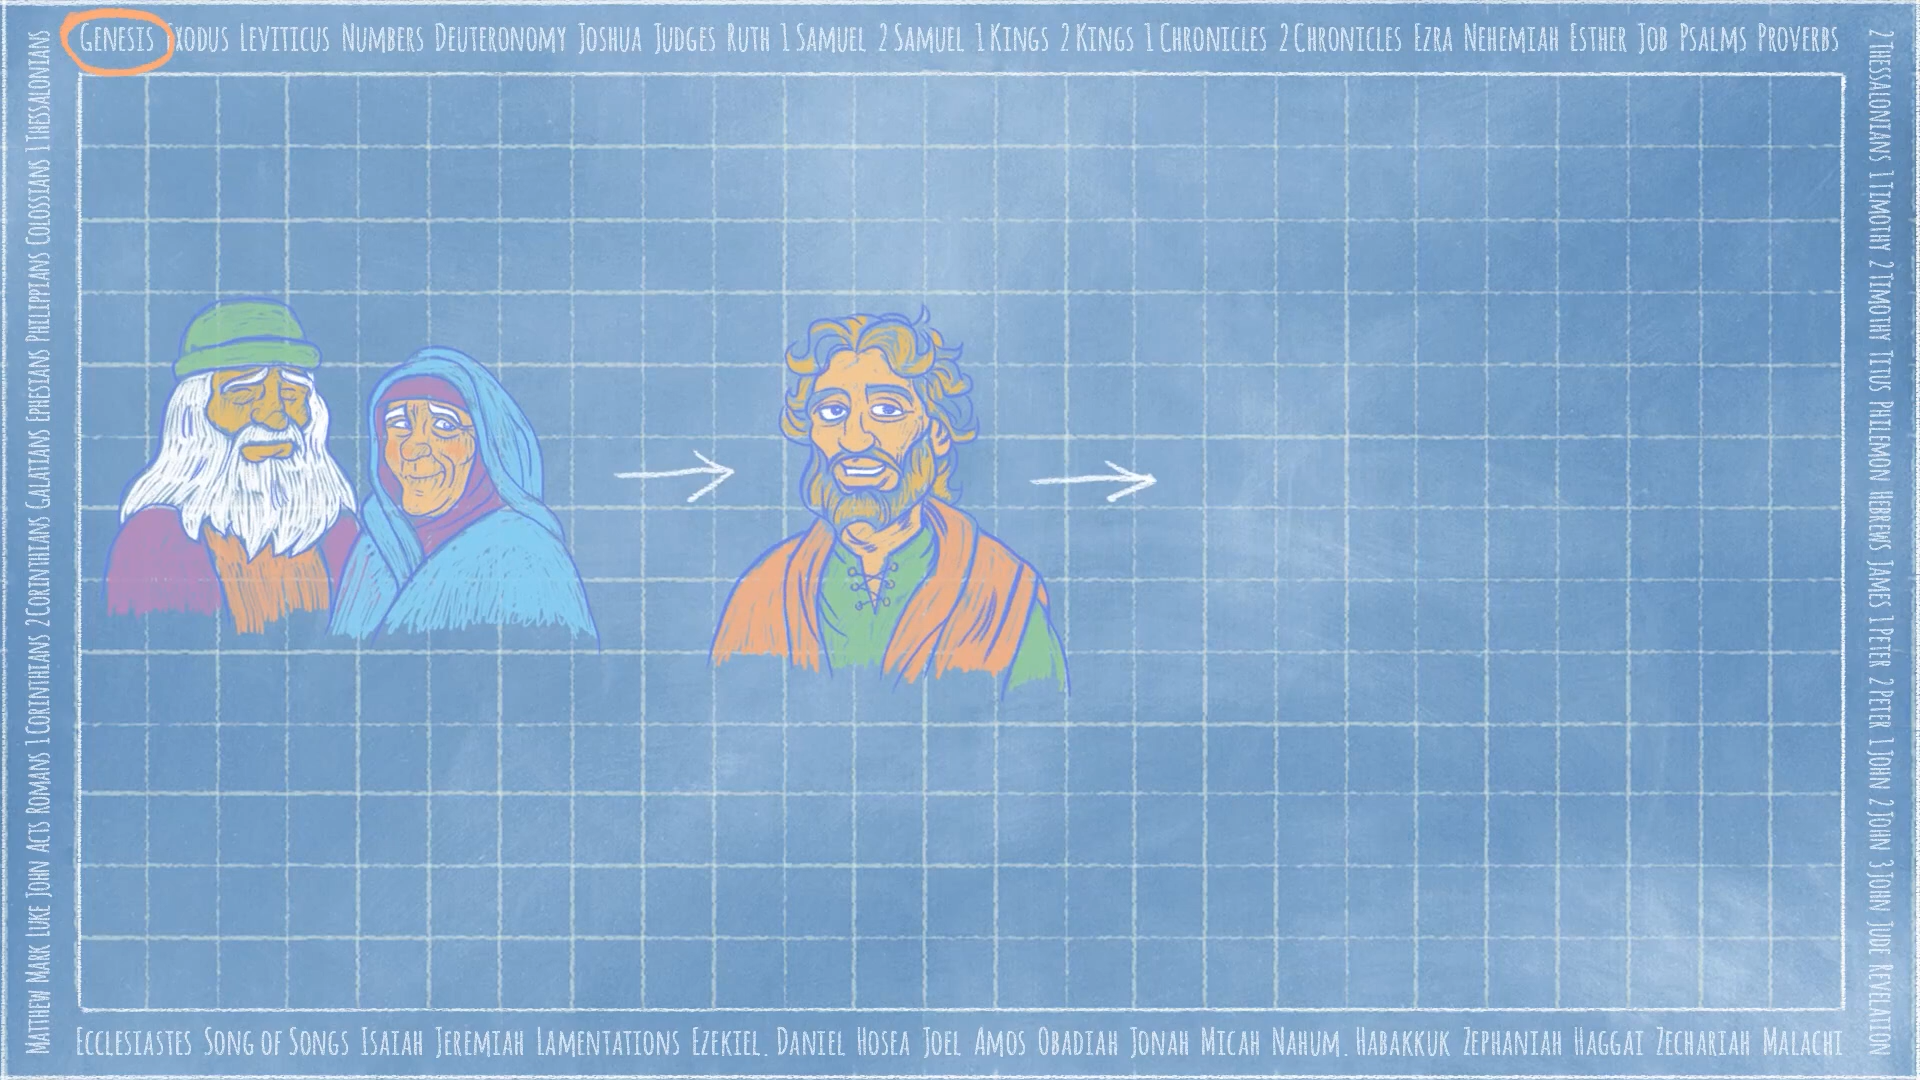 GENESIS EXODUS LEVITICUS NUMBERS DEUTERONOMY JOSHUA JUDGES RUTH 1 SAMUEL 2 SAMUEL 1 KINGS 2 KINGS 1 CHRONICLES 2 CHRONICLES EZRA NEHEMIAH ESTHER JOB PSALMS PROVERBS
ECCLESIASTES SONG OF SONGS ISAIAH JEREMIAH LAMENTATIONS EZEKIEL. DANIEL HOSEA JOEL AMOS OBADIAH JONAH MICAH NAHUM. HABAKKUK ZEPHANIAH HAGGAI ZECHARIAH MALACHI
MATTHEW MARK LUKE JOHN ACTS ROMANS 1 CORINTHIANS 2 CORINTHIANS GALATIANS EPHESIANS PHILIPPIANS COLOSSIANS 1 THESSALONIANS
2 THESSALONIANS 1 TIMOTHY 2 TIMOTHY TITUS PHILEMON HEBREWS JAMES 1 PETER 2 PETER 1 JOHN 2 JOHN 3 JOHN JUDE REVELATION